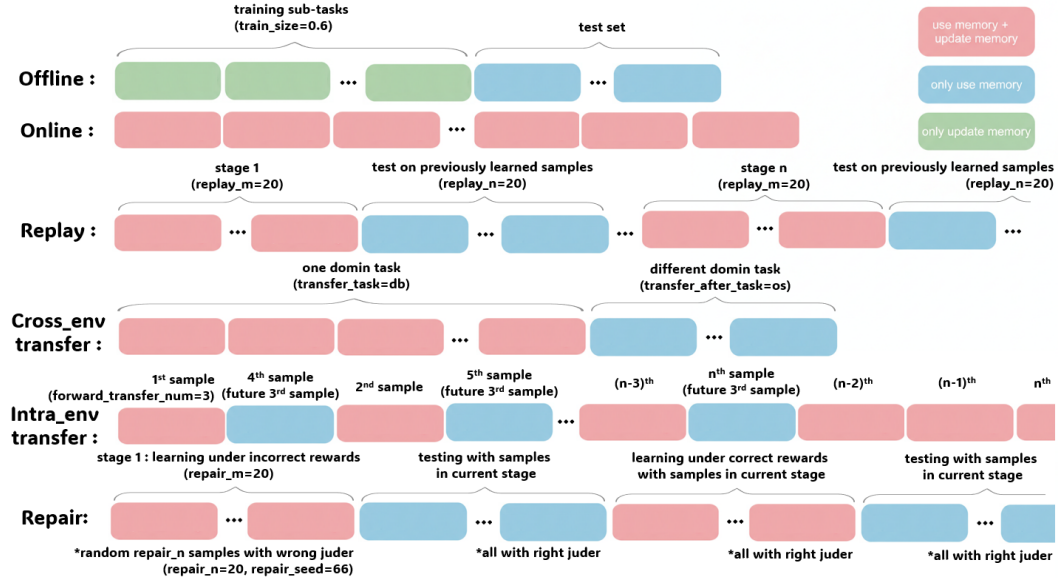 training sub-tasks
(train_size=0.6)
test set
use memory +
update memory
Offline :
only use memory
Online :
only update memory
stage 1
(replay_m=20)
test on previously learned samples
(replay_n=20)
stage n
(replay_m=20)
test on previously learned samples
(replay_n=20)
Replay :
one domin task
(transfer_task=db)
different domin task
(transfer_after_task=os)
Cross_env
transfer :
1st sample
(forward_transfer_num=3)
4th sample
(future 3rd sample)
2nd sample
5th sample
(future 3rd sample)
(n-3)th
nth sample
(future 3rd sample)
(n-2)th
(n-1)th
nth
Intra_env
transfer :
stage 1 : learning under incorrect rewards
(repair_m=20)
testing with samples
in current stage
learning under correct rewards
with samples in current stage
testing with samples
in current stage
Repair:
*random repair_n samples with wrong juder
(repair_n=20, repair_seed=66)
*all with right juder
*all with right juder
*all with right juder